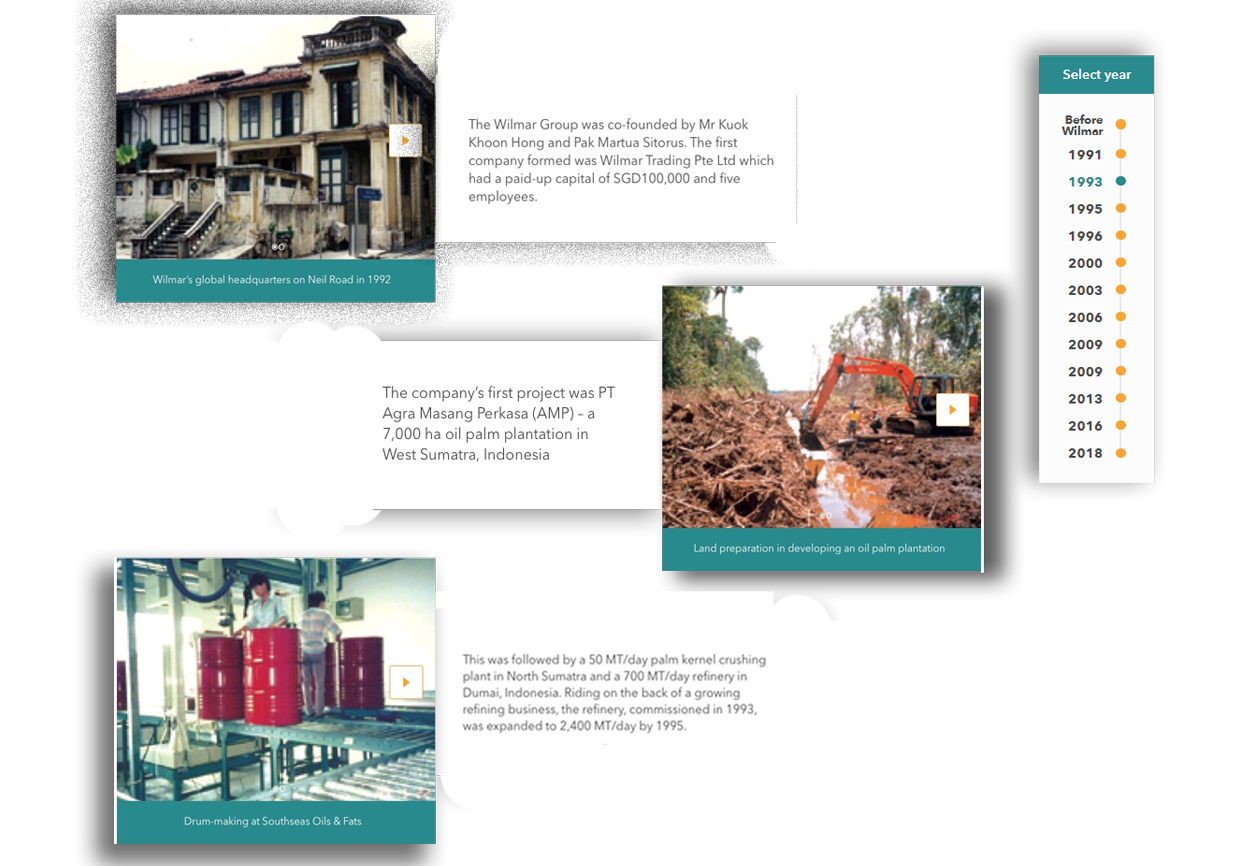 The Wilmar Group was co-founded by Mr Kuok
Khoon Hong and Pak Martua Sitorus. The first
company formed was Wilmar Trading Pte Ltd which
had a paid-up capital of SGD100,000 and five
employees.
Wilmar's global headquarters on Neil Road in 1992
The company's first project was PT
Agra Masang Perkasa (AMP) – a
7,000 ha oil palm plantation in
West Sumatra, Indonesia
Land preparation in developing an oil palm plantation
This was followed by a 50 MT/day palm kernel crushing
plant in North Sumatra and a 700 MT/day refinery in
Dumai, Indonesia. Riding on the back of a growing
refining business, the refinery, commissioned in 1993,
was expanded to 2,400 MT/day by 1995.
Drum-making at Southseas Oils & Fats
Select year
Before
Wilmar
1991
1993
1995
1996
2000
2003
2006
2009
2009
2013
2016
2018